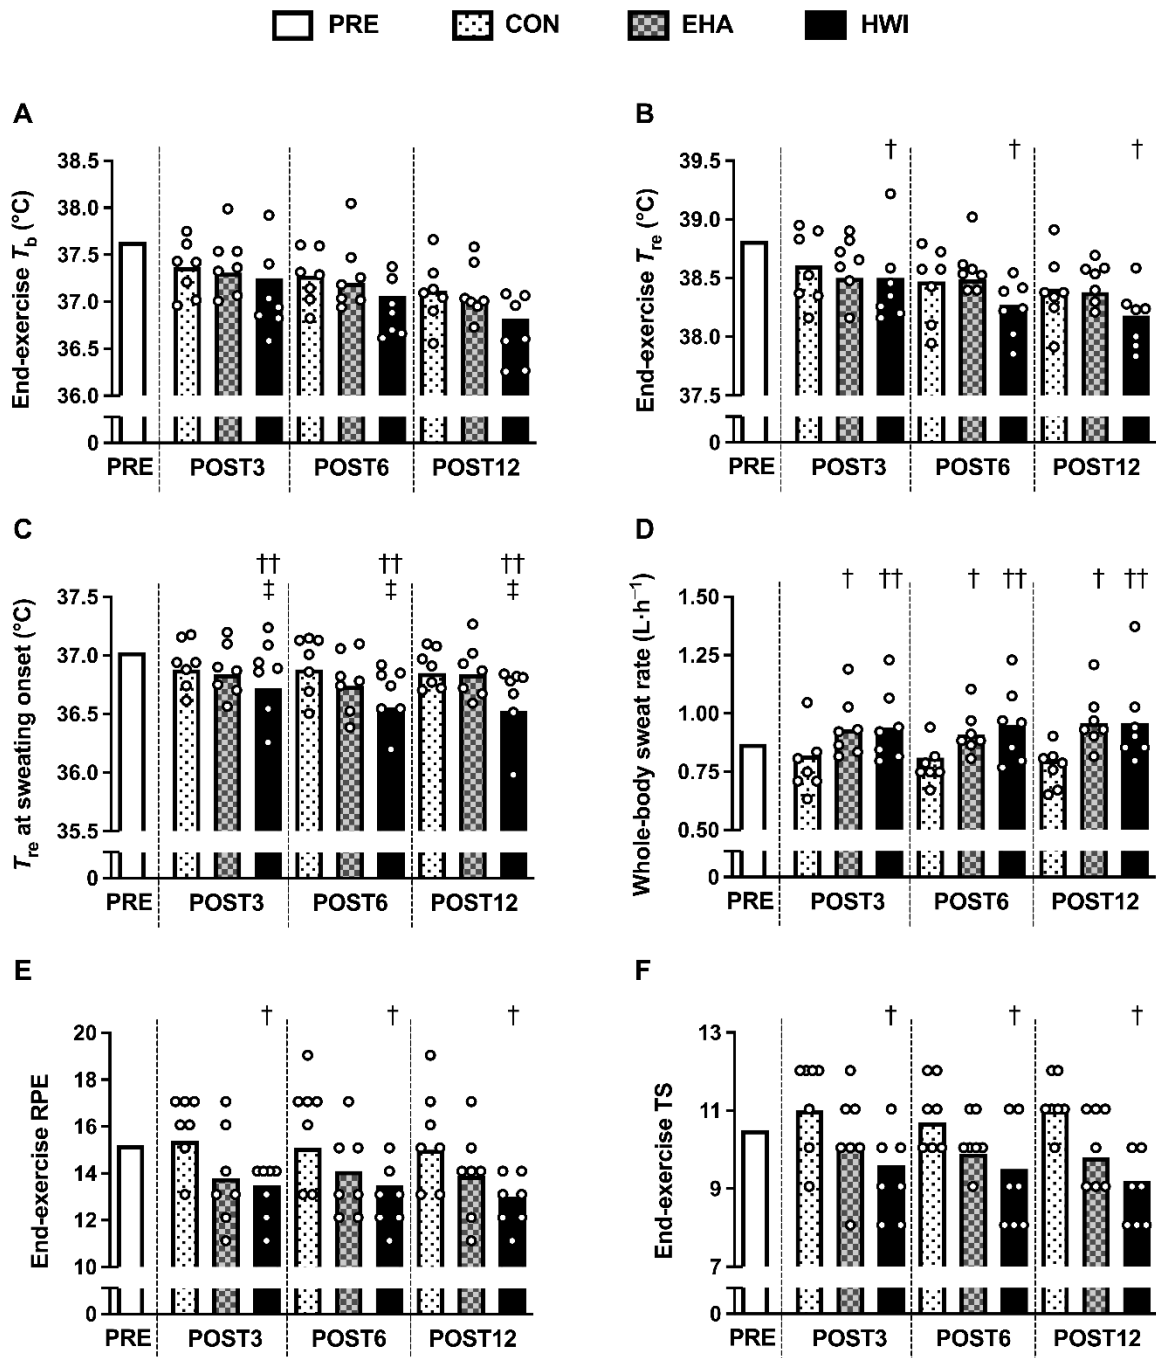 PRE CON EHA HWI
A
End-exercise Tb (°C)
38.5
38.0
37.5
37.0
36.5
36.0
0
PRE POST3 POST6 POST12
B
† † †
End-exercise Tre (°C)
39.5
39.0
38.5
38.0
37.5
0
PRE POST3 POST6 POST12
C
†† †† ††
‡ ‡ ‡
Tre at sweating onset (°C)
37.5
37.0
36.5
36.0
35.5
0
PRE POST3 POST6 POST12
D
† †† † †† † ††
Whole-body sweat rate (L·h⁻¹)
1.50
1.25
1.00
0.75
0.50
0
PRE POST3 POST6 POST12
E
† † †
End-exercise RPE
20
18
16
14
12
10
0
PRE POST3 POST6 POST12
F
† † †
End-exercise TS
13
11
9
7
0
PRE POST3 POST6 POST12